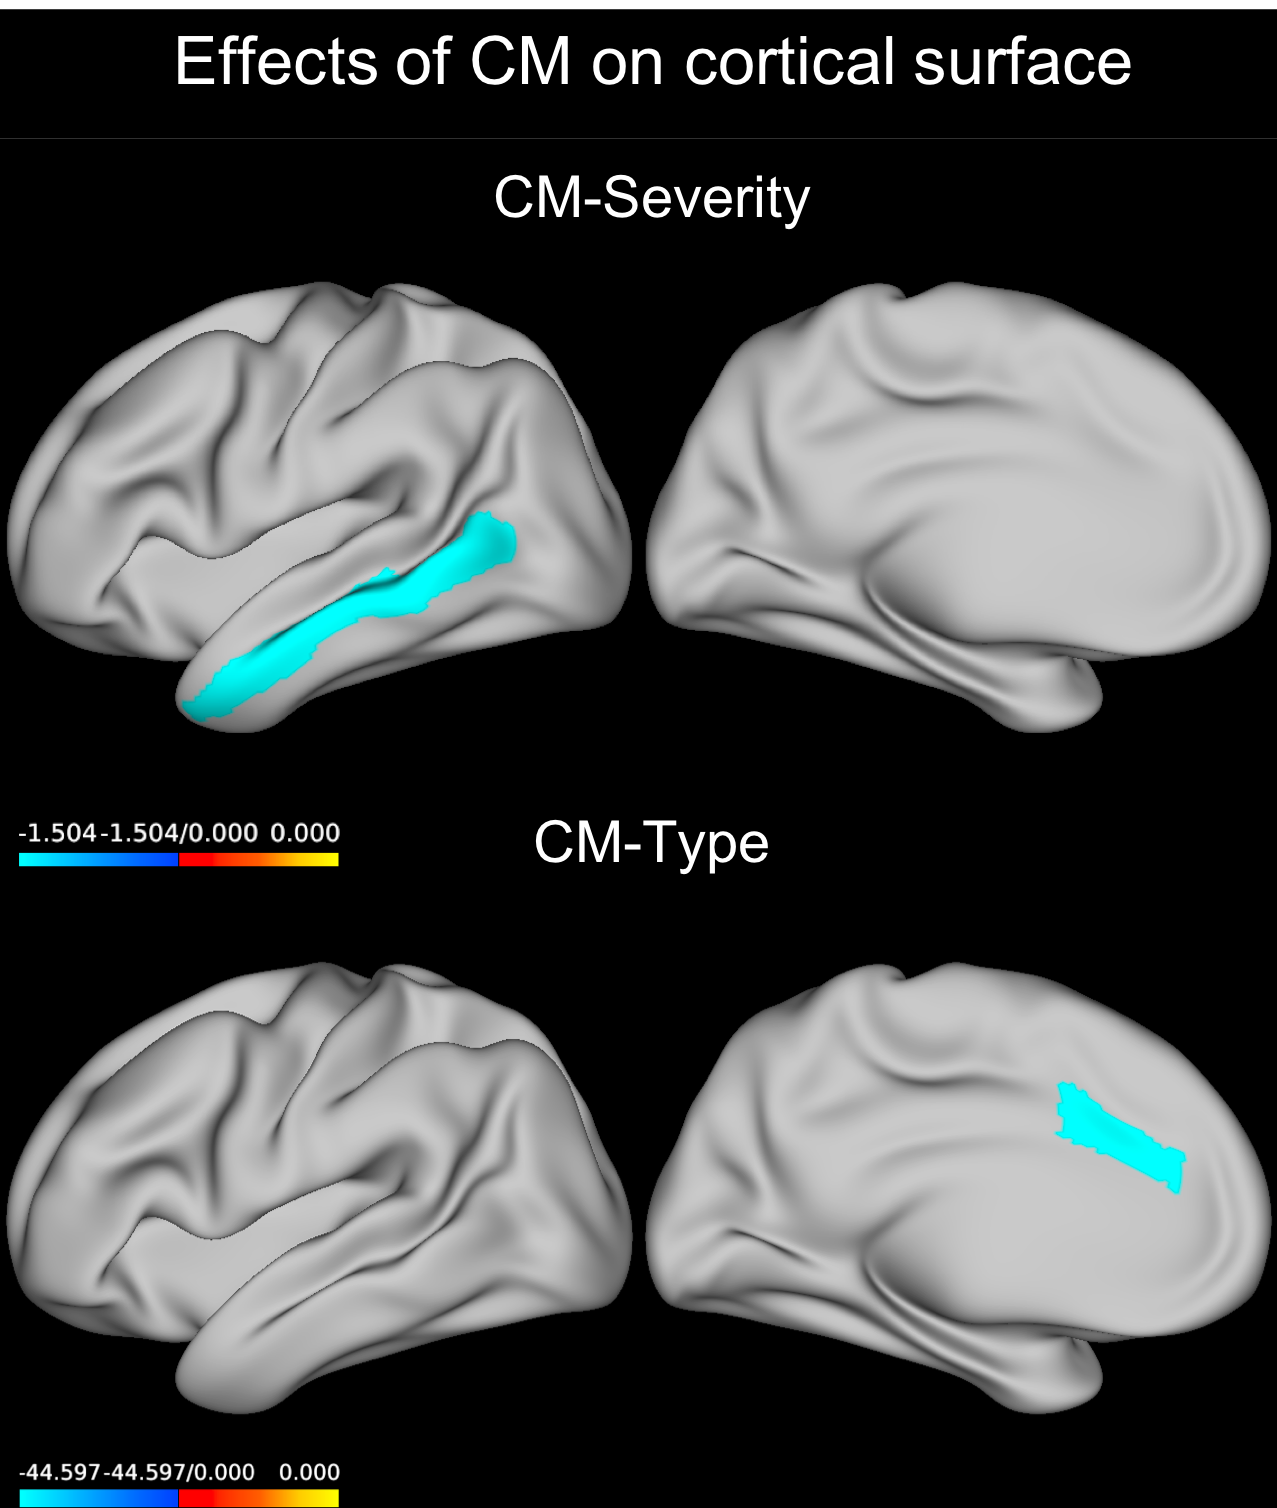 Effects of CM on cortical surface
CM-Severity
-1.504 -1.504/0.000 0.000
CM-Type
-44.597 -44.597/0.000 0.000